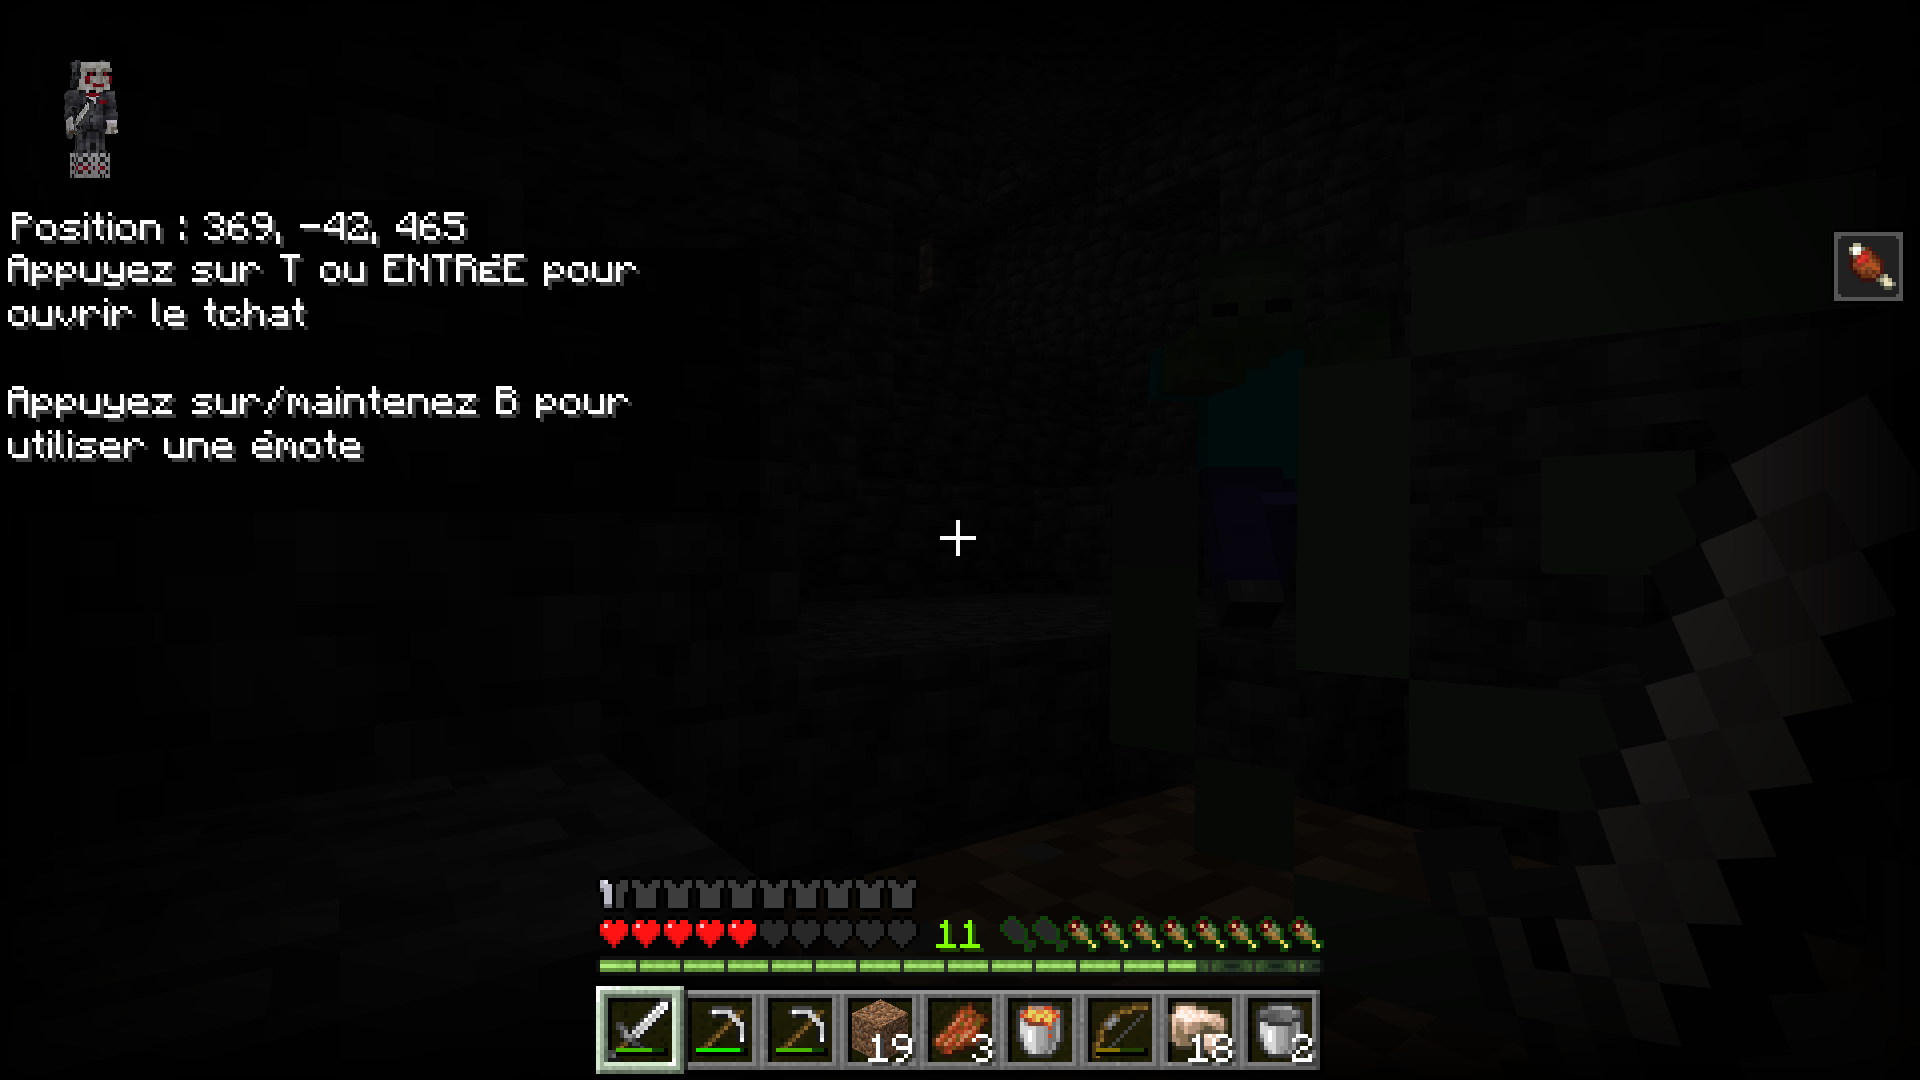 Position : 369, -42, 465
Appuyez sur T ou ENTRÉE pour
ouvrir le tchat
Appuyez sur/maintenez B pour
utiliser une émote
11
19
3
18
2